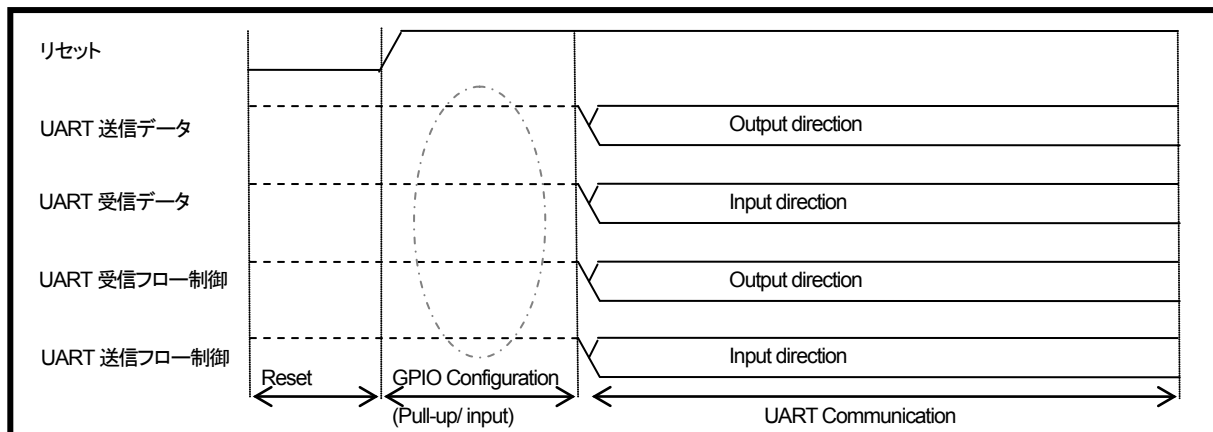 リセット
UART 送信データ
Output direction
UART 受信データ
Input direction
UART 受信フロー制御
Output direction
UART 送信フロー制御
Input direction
Reset
GPIO Configuration
(Pull-up/ input)
UART Communication